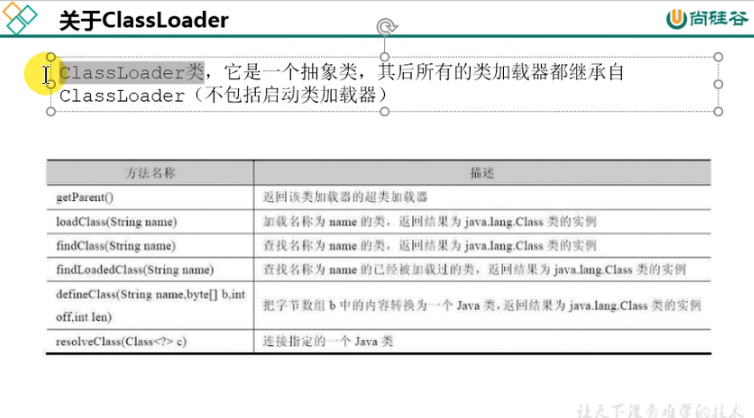 关于ClassLoader
尚硅谷
ClassLoader类，它是一个抽象类，其后所有的类加载器都继承自
ClassLoader（不包括启动类加载器）
方法名称 描述
getParent() 返回该类加载器的超类加载器
loadClass(String name) 加载名称为 name 的类，返回结果为 java.lang.Class 类的实例
findClass(String name) 查找名称为 name 的类，返回结果为 java.lang.Class 类的实例
findLoadedClass(String name) 查找名称为 name 的已经被加载过的类，返回结果为 java.lang.Class 类的实例
defineClass(String name,byte[] b,int
off,int len) 把字节数组 b 中的内容转换为一个 Java 类，返回结果为 java.lang.Class 类的实例
resolveClass(Class<?> c) 连接指定的一个 Java 类
让天下没有难学的技术